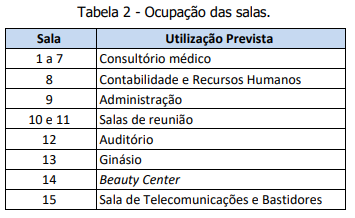 Tabela 2 - Ocupação das salas.
Sala Utilização Prevista
1 a 7 Consultório médico
8 Contabilidade e Recursos Humanos
9 Administração
10 e 11 Salas de reunião
12 Auditório
13 Ginásio
14 Beauty Center
15 Sala de Telecomunicações e Bastidores